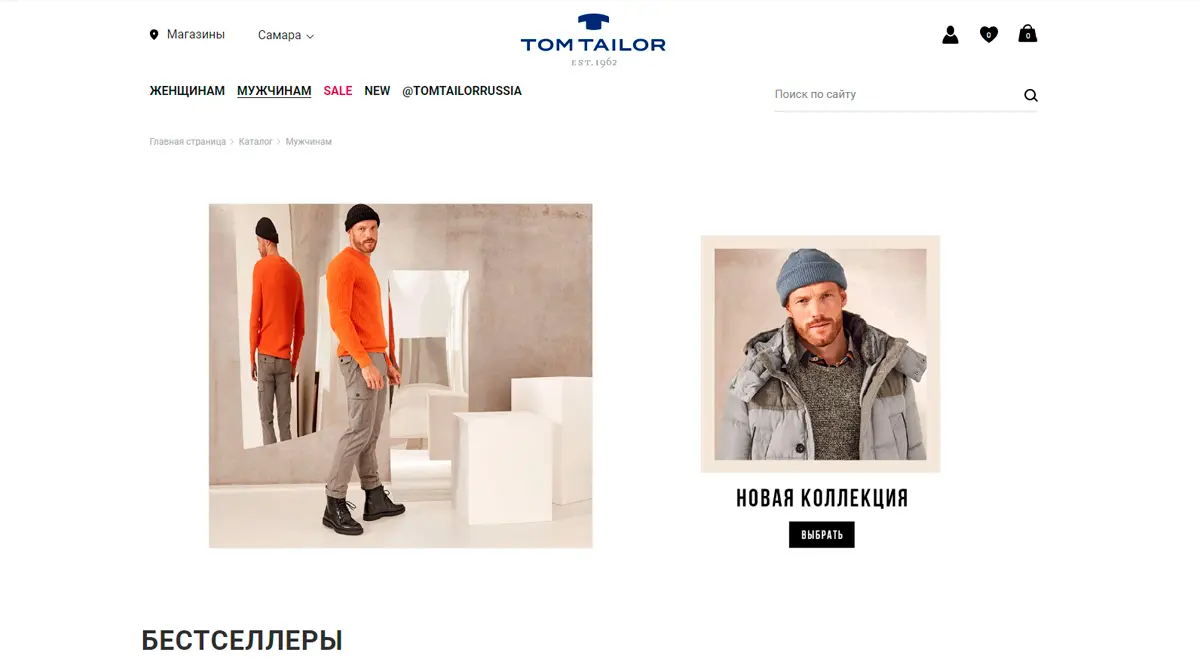 Магазины
Самара
TOM TAILOR
EST. 1962
0
0
ЖЕНЩИНАМ МУЖЧИНАМ SALE NEW @TOMTAILORRUSSIA
Поиск по сайту
Главная страница > Каталог > Мужчинам
НОВАЯ КОЛЛЕКЦИЯ
ВЫБРАТЬ
БЕСТСЕЛЛЕРЫ